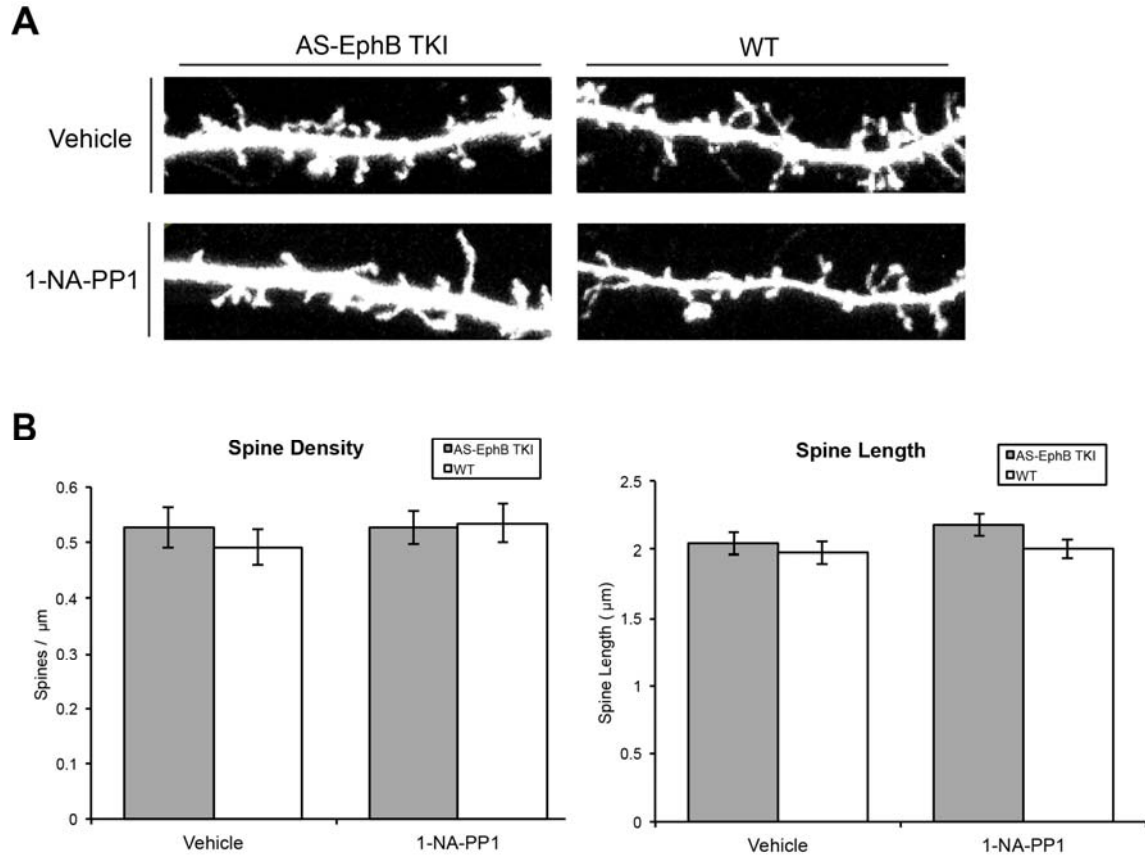 A
AS-EphB TKI
WT
Vehicle
1-NA-PP1
B
Spine Density
AS-EphB TKI
WT
0.6
0.5
0.4
0.3
0.2
0.1
0
Spines / μm
Vehicle
1-NA-PP1
Spine Length
AS-EphB TKI
WT
2.5
2
1.5
1
0.5
0
Spine Length ( μm)
Vehicle
1-NA-PP1